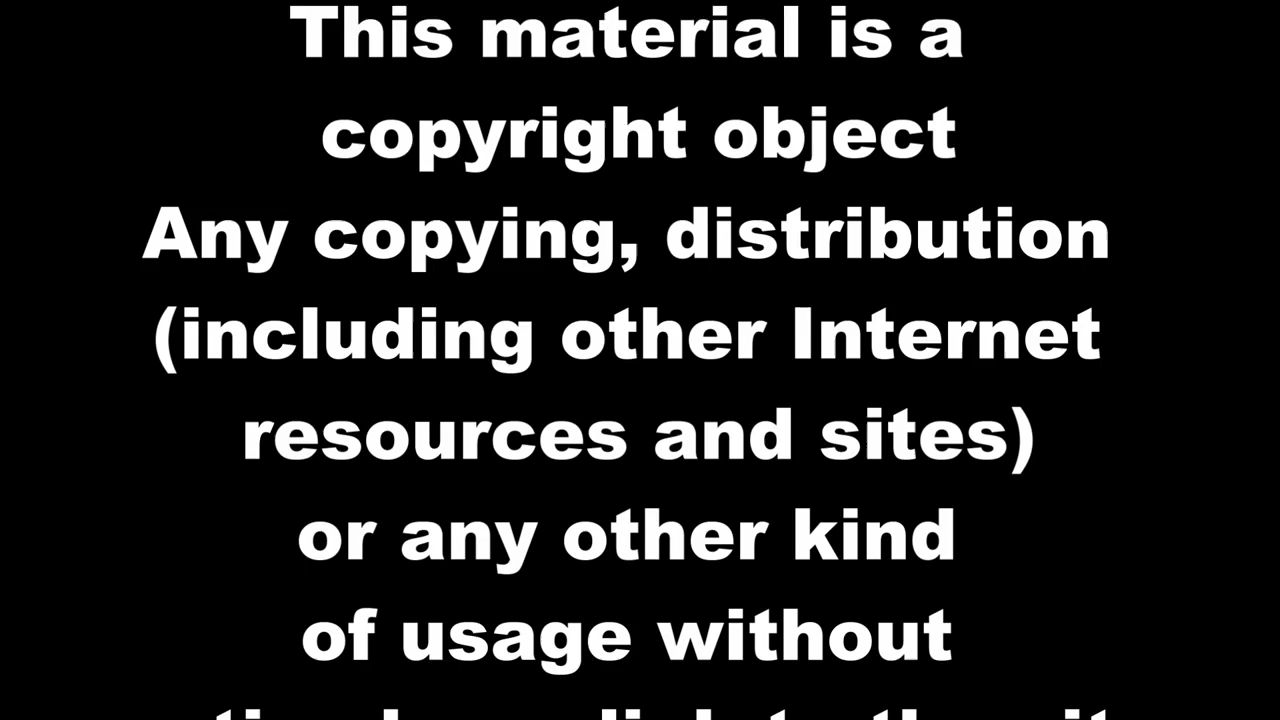 This material is a
copyright object
Any copying, distribution
(including other Internet
resources and sites)
or any other kind
of usage without